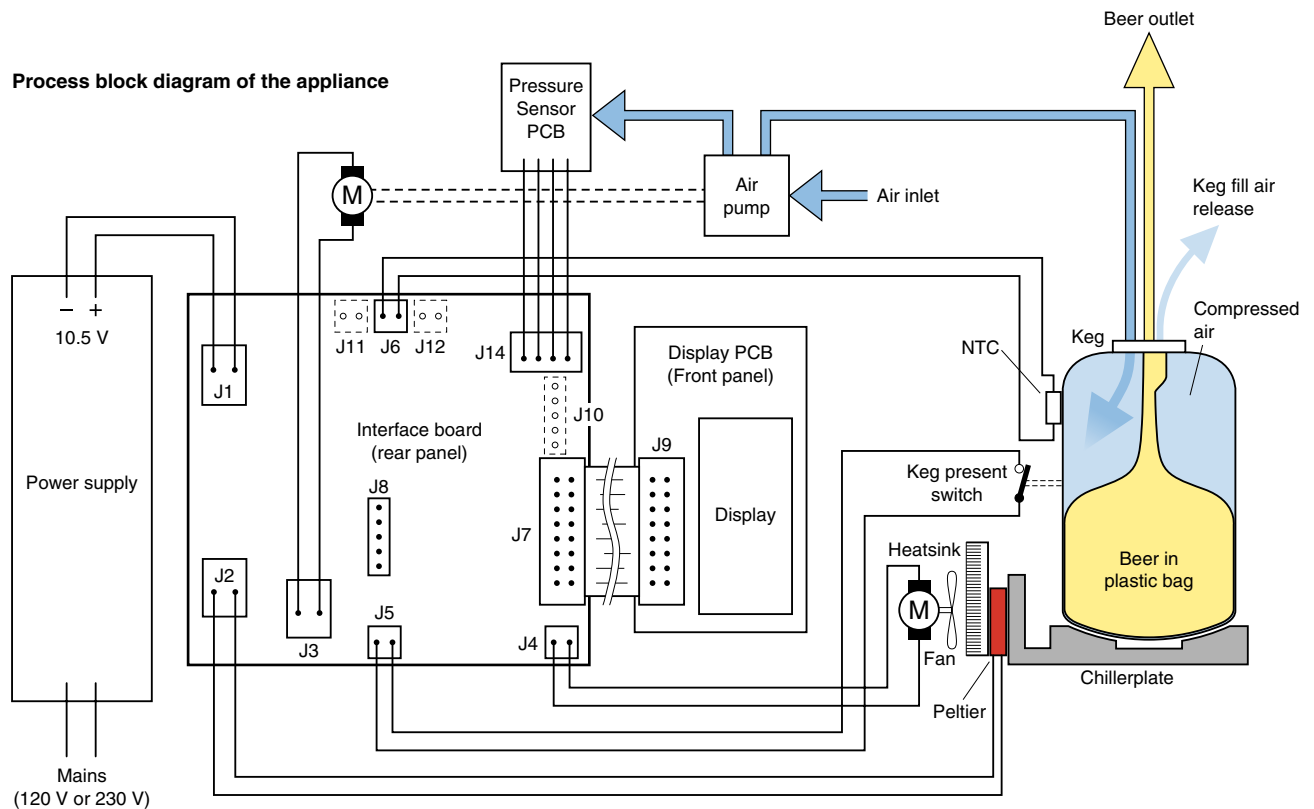 Beer outlet
Process block diagram of the appliance
Pressure
Sensor
PCB
M
Air
pump
Air inlet
Keg fill air
release
− +
10.5 V
J11
J6
J12
J14
Display PCB
(Front panel)
Keg
Compressed
air
NTC
J1
J10
Interface board
(rear panel)
J9
Power supply
J8
Keg present
switch
J7
Display
Heatsink
Beer in
plastic bag
J2
J3
J5
J4
M
Fan
Chillerplate
Peltier
Mains
(120 V or 230 V)